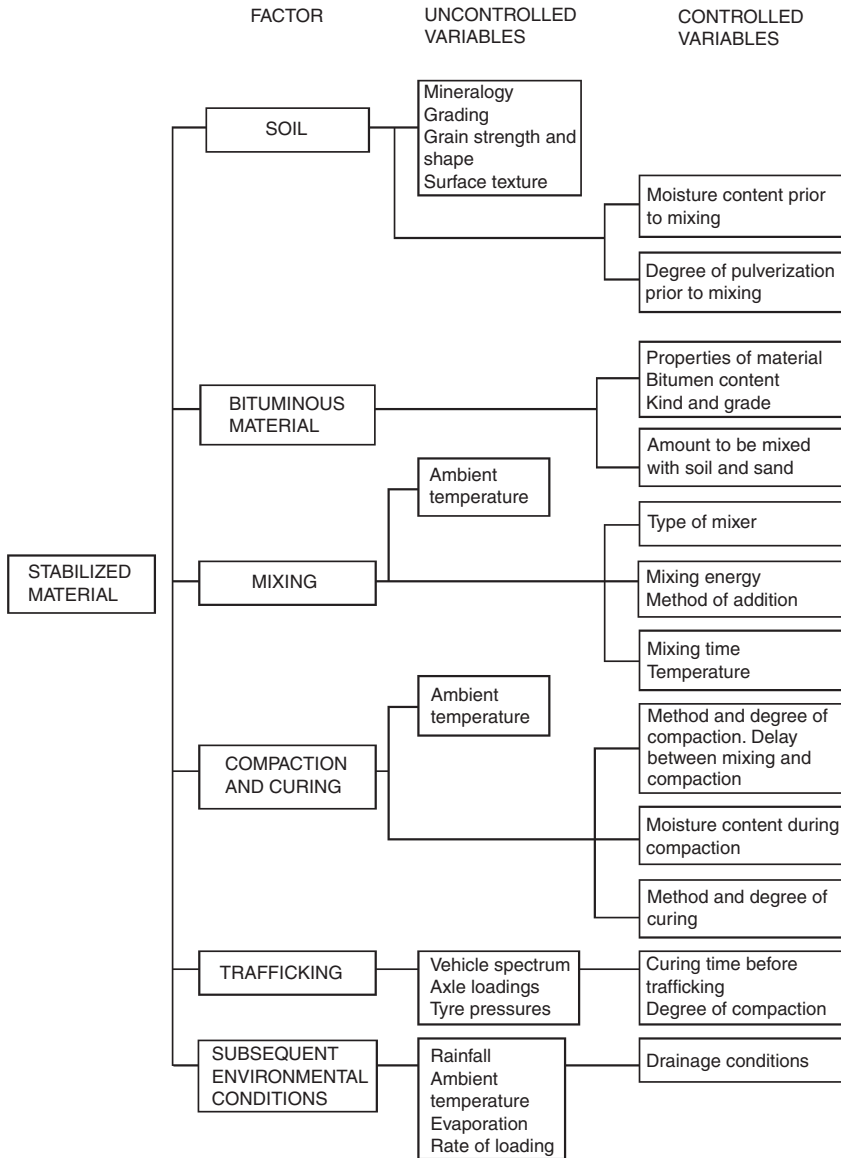 FACTOR
UNCONTROLLED
VARIABLES
CONTROLLED
VARIABLES
SOIL
Mineralogy
Grading
Grain strength and
shape
Surface texture
Moisture content prior
to mixing
Degree of pulverization
prior to mixing
BITUMINOUS
MATERIAL
Properties of material
Bitumen content
Kind and grade
Amount to be mixed
with soil and sand
STABILIZED
MATERIAL
MIXING
Ambient
temperature
Type of mixer
Mixing energy
Method of addition
Mixing time
Temperature
COMPACTION
AND CURING
Ambient
temperature
Method and degree of
compaction. Delay
between mixing and
compaction
Moisture content during
compaction
Method and degree of
curing
TRAFFICKING
Vehicle spectrum
Axle loadings
Tyre pressures
Curing time before
trafficking
Degree of compaction
SUBSEQUENT
ENVIRONMENTAL
CONDITIONS
Rainfall
Ambient
temperature
Evaporation
Rate of loading
Drainage conditions